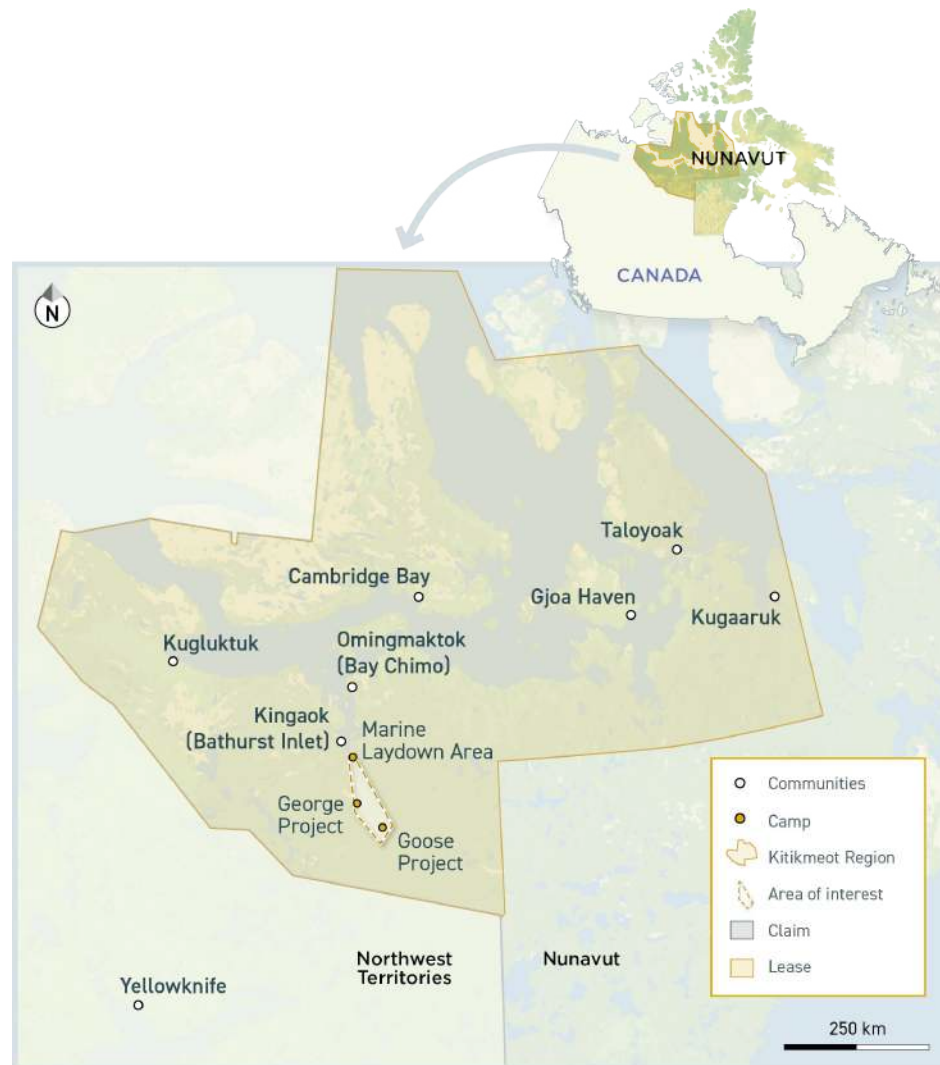 NUNAVUT
CANADA
N
Taloyoak
Cambridge Bay
Gjoa Haven
Kugaaruk
Omingmaktok
(Bay Chimo)
Kugluktuk
Kingaok
(Bathurst Inlet)
Marine
Laydown Area
George
Project
Goose
Project
Communities
Camp
Kitikmeot Region
Area of interest
Claim
Lease
Northwest
Territories
Nunavut
Yellowknife
250 km